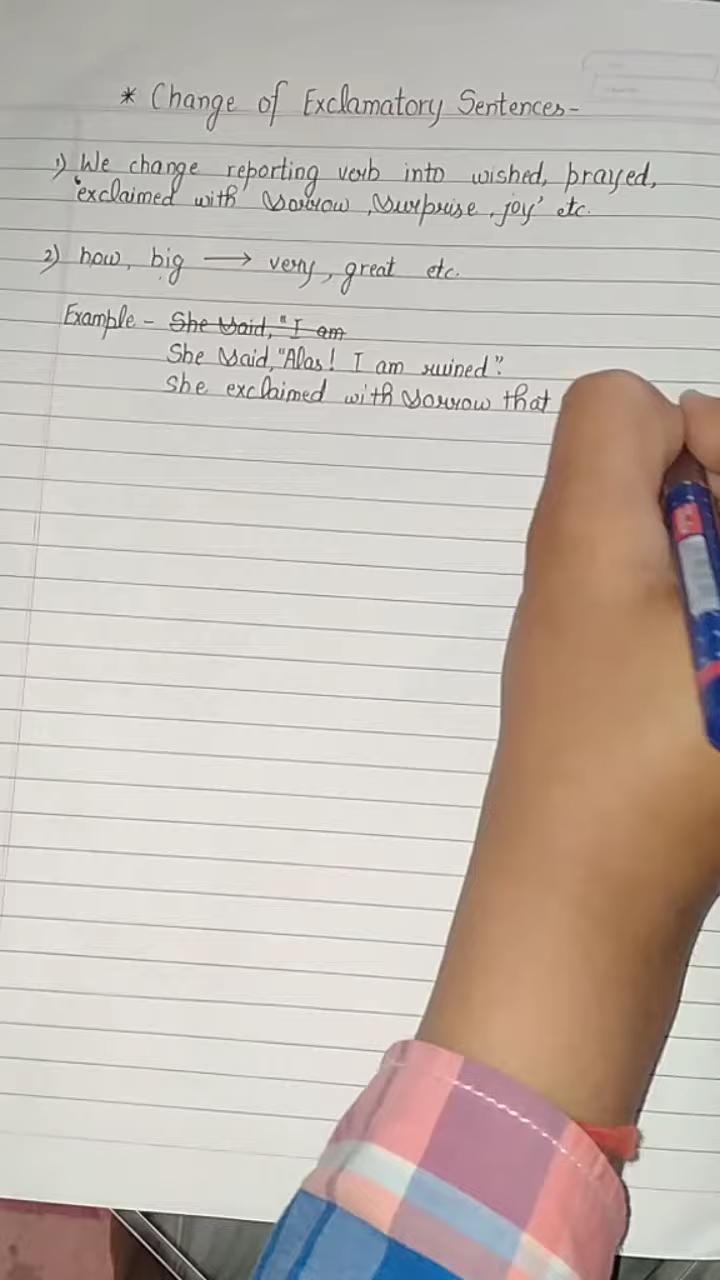 * Change of Exclamatory Sentences-
1) We change reporting verb into wished, prayed,
'exclaimed with sorrow, surprise, joy' etc.
2) how, big → very, great etc.
Example - She said, "I am
She said, "Alas! I am ruined".
She exclaimed with sorrow that